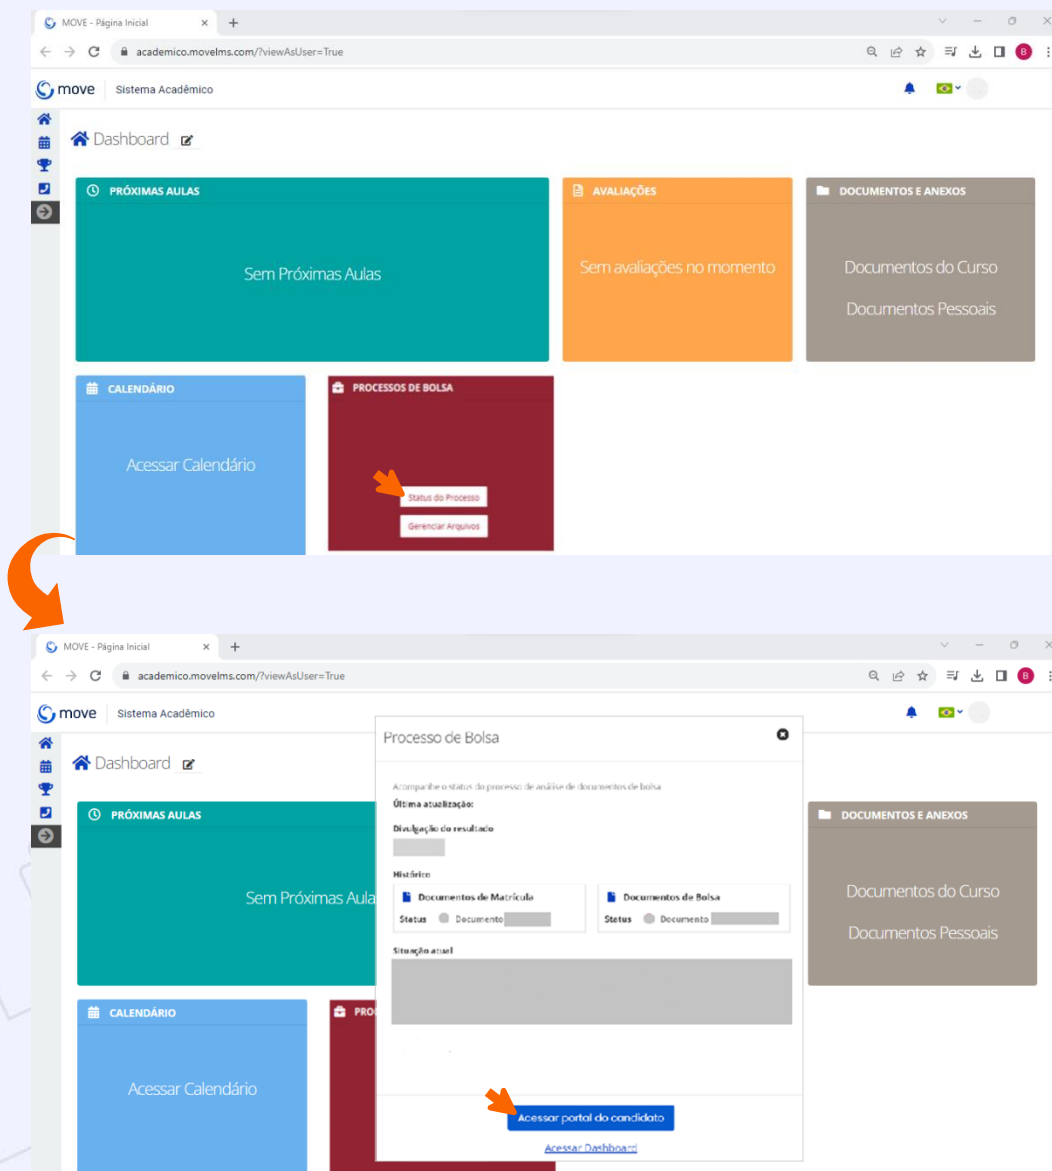 MOVE - Página Inicial
academico.movelms.com/?viewAsUser=True
B
move Sistema Acadêmico
Dashboard
PRÓXIMAS AULAS
Sem Próximas Aulas
AVALIAÇÕES
Sem avaliações no momento
DOCUMENTOS E ANEXOS
Documentos do Curso
Documentos Pessoais
CALENDÁRIO
Acessar Calendário
PROCESSOS DE BOLSA
Status do Processo
Gerenciar Arquivos
MOVE - Página Inicial
academico.movelms.com/?viewAsUser=True
B
move Sistema Acadêmico
Dashboard
PRÓXIMAS AULAS
Sem Próximas Aula
DOCUMENTOS E ANEXOS
Documentos do Curso
Documentos Pessoais
CALENDÁRIO
Acessar Calendário
PRO
Processo de Bolsa
Acompanhe o status do processo de análise de documentos de bolsa
Última atualização:
Divulgação do resultado
Histórico
Documentos de Matrícula
Status Documento
Documentos de Bolsa
Status Documento
Situação atual
Acessar portal do candidato
Acessar Dashboard